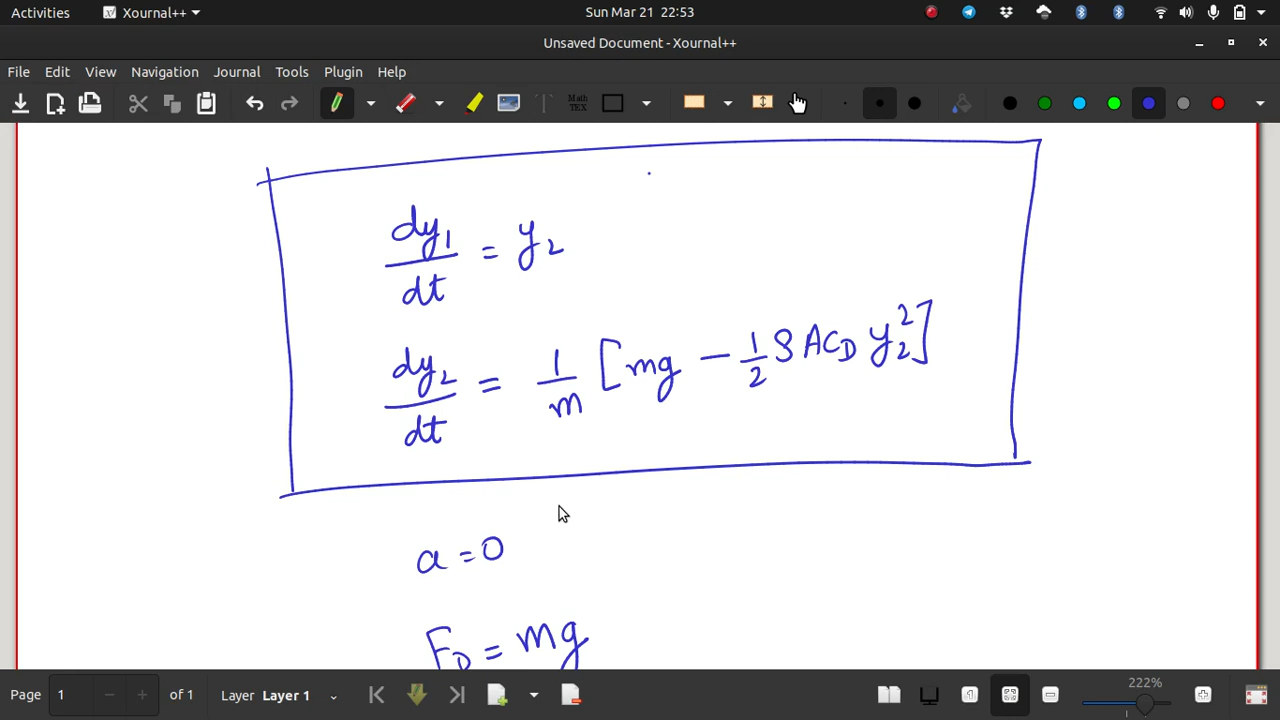 Activities Xournal++ Sun Mar 21 22:53
Unsaved Document - Xournal++
File Edit View Navigation Journal Tools Plugin Help
Math TEX
dy₁/dt = y₂
dy₂/dt = 1/m [mg − 1/2 ρ A C_D y₂²]
a = 0
F_D = mg
Page 1 of 1 Layer Layer 1 222%